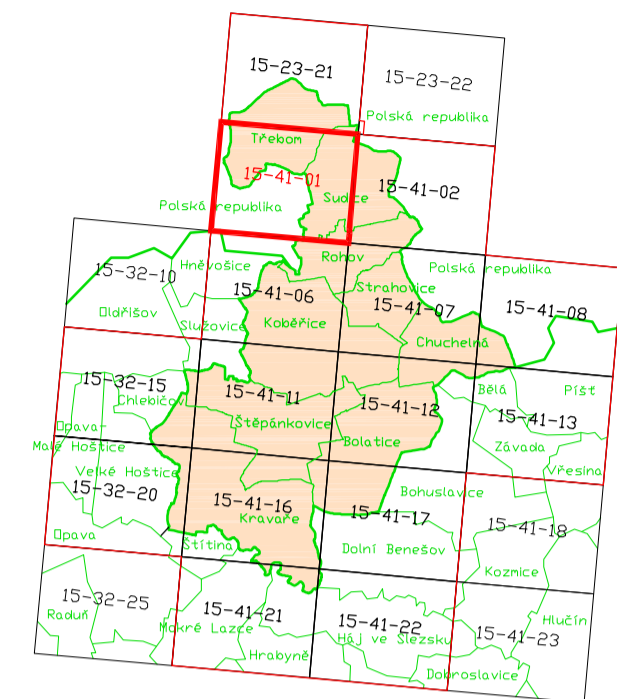 15-23-21
15-23-22
Polská republika
Třebom
15-41-01
15-41-02
Sudice
Polská republika
Rohov
Hněvošice
Polská republika
15-32-10
Strahovice
15-41-06
15-41-07
15-41-08
Oldřišov
Služovice
Kobeřice
Chuchelná
15-32-15
15-41-11
Bělá
Píšť
Chlebičov
15-41-12
15-41-13
Opava-
Štěpánkovice
Malé Hoštice
Bolatice
Závada
Velké Hoštice
Vřesina
15-32-20
15-41-16
Bohuslavice
Kravaře
15-41-17
15-41-18
Opava
Štítina
Dolní Benešov
Kozmice
15-32-25
Raduň
15-41-21
Mokré Lazce
15-41-22
Hlučín
Háj ve Slezsku
15-41-23
Hrabyně
Dobroslavice